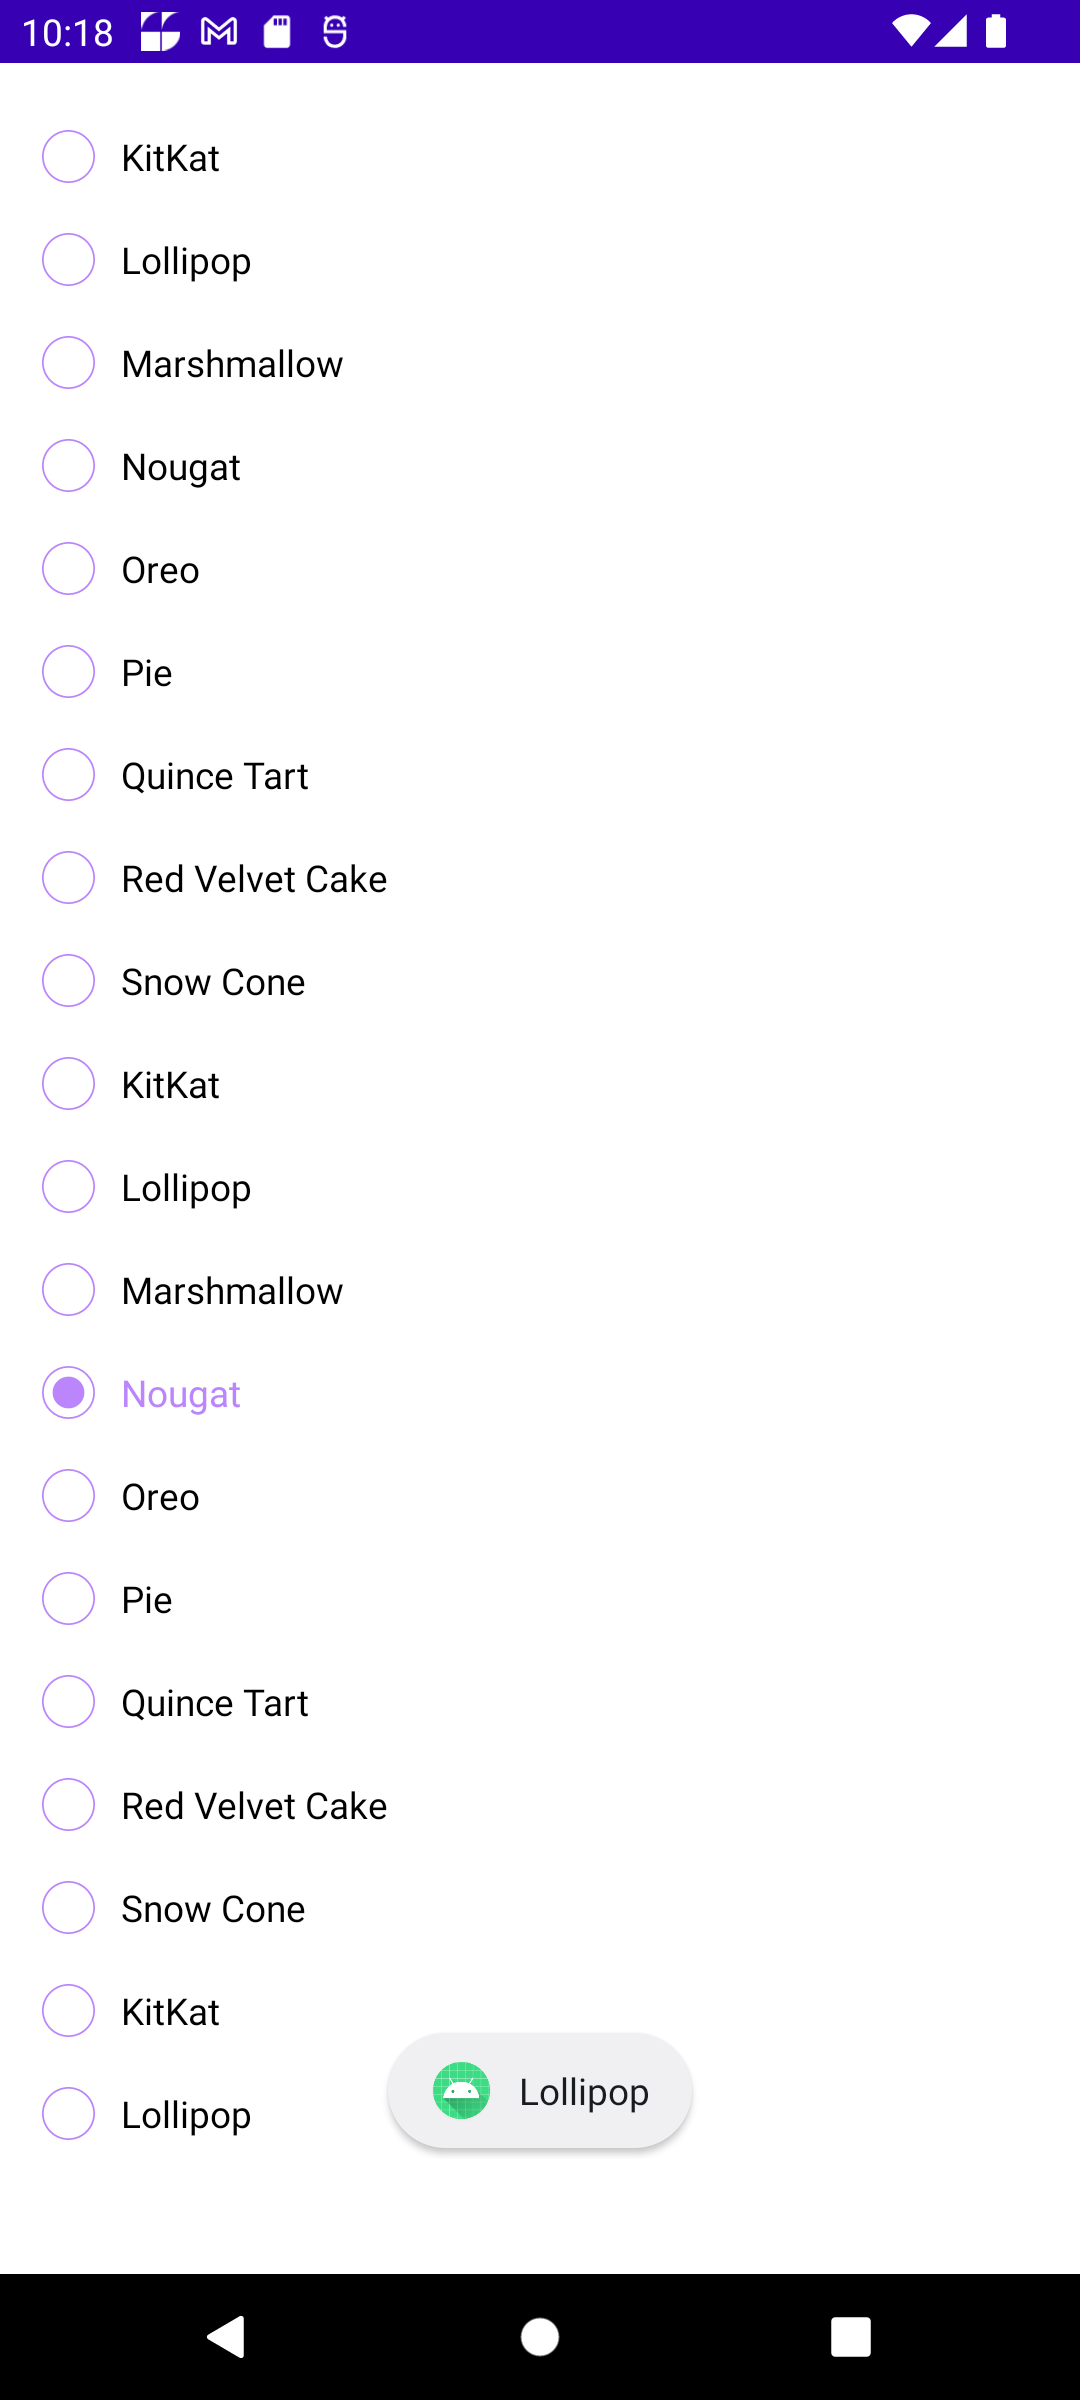 10:18
KitKat
Lollipop
Marshmallow
Nougat
Oreo
Pie
Quince Tart
Red Velvet Cake
Snow Cone
KitKat
Lollipop
Marshmallow
Nougat
Oreo
Pie
Quince Tart
Red Velvet Cake
Snow Cone
KitKat
Lollipop
Lollipop